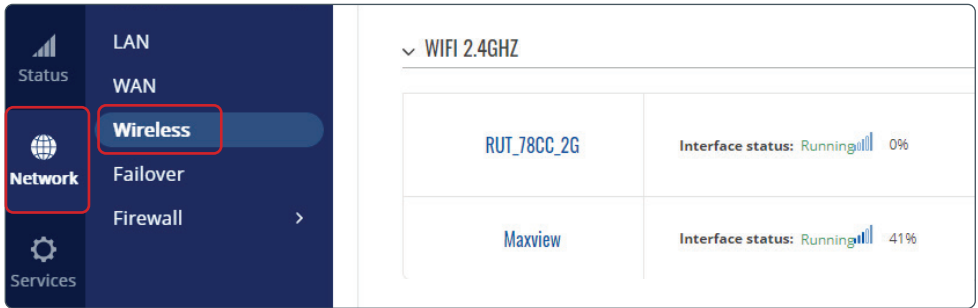 Status
Network
Services
LAN
WAN
Wireless
Failover
Firewall
WIFI 2.4GHZ
RUT_78CC_2G Interface status: Running 0%
Maxview Interface status: Running 41%